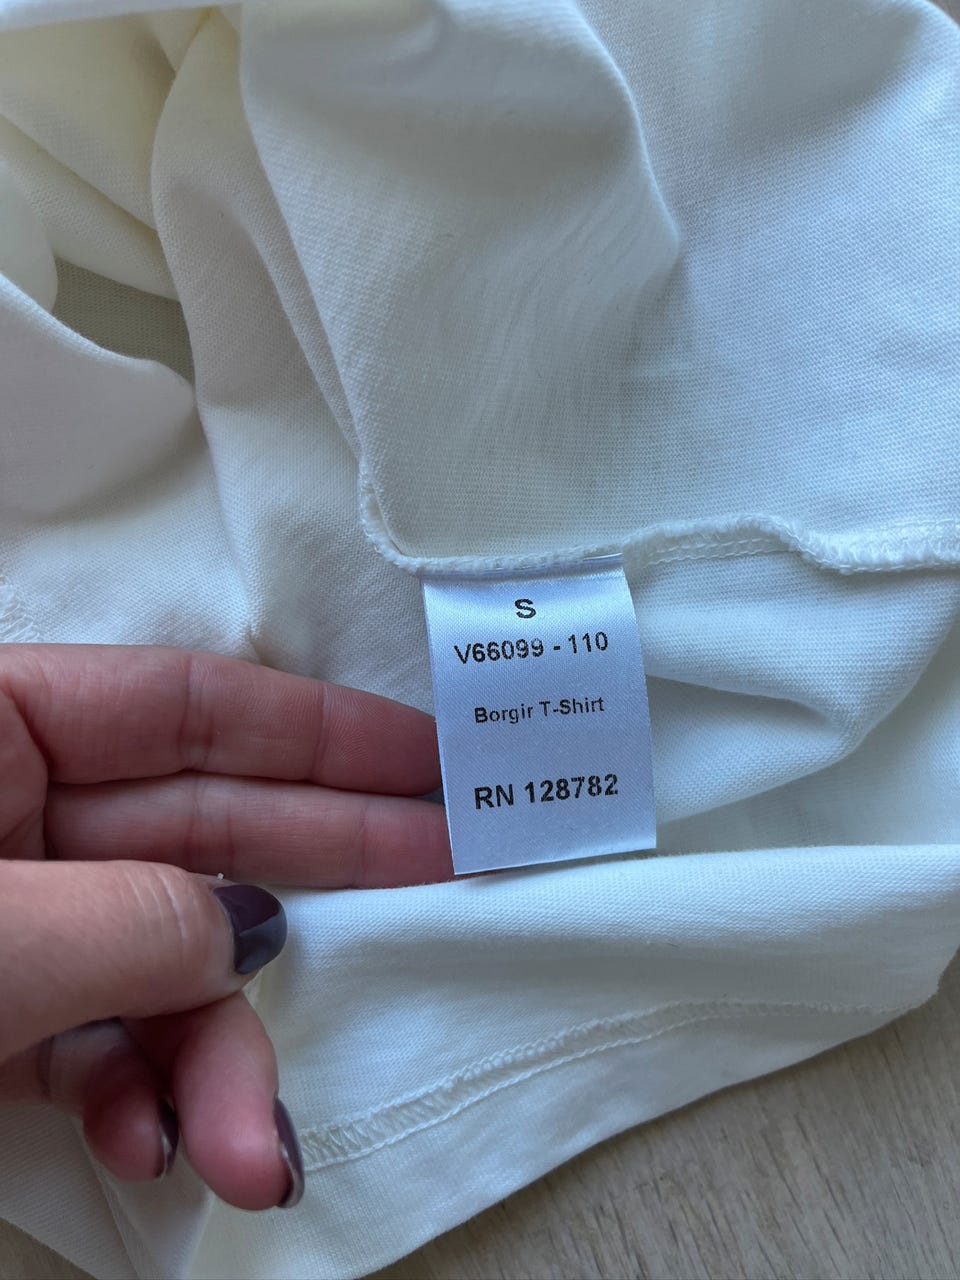 S
V66099 - 110
Borgir T-Shirt
RN 128782